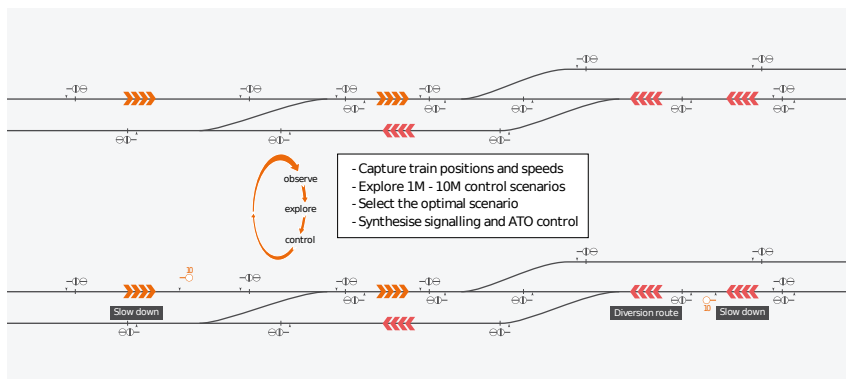 observe
explore
control
- Capture train positions and speeds
- Explore 1M - 10M control scenarios
- Select the optimal scenario
- Synthesise signalling and ATO control
10
Slow down
Diversion route
10
Slow down